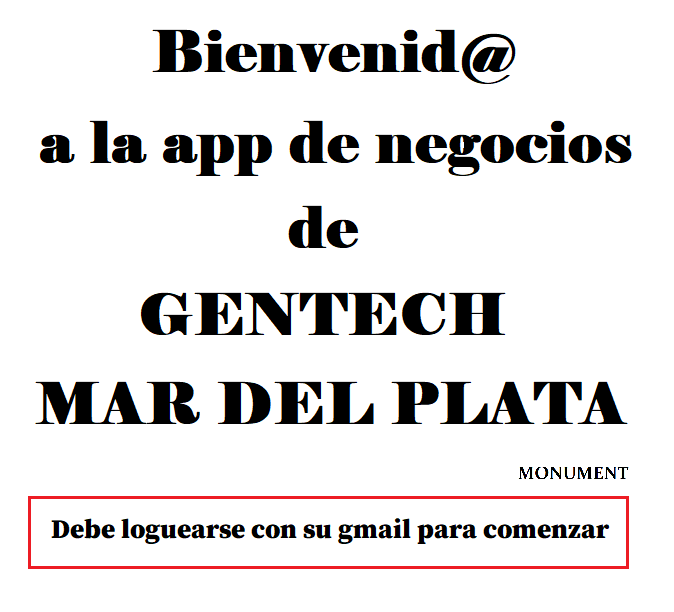 Bienvenid@
a la app de negocios
de
GENTECH
MAR DEL PLATA
MONUMENT
Debe loguearse con su gmail para comenzar